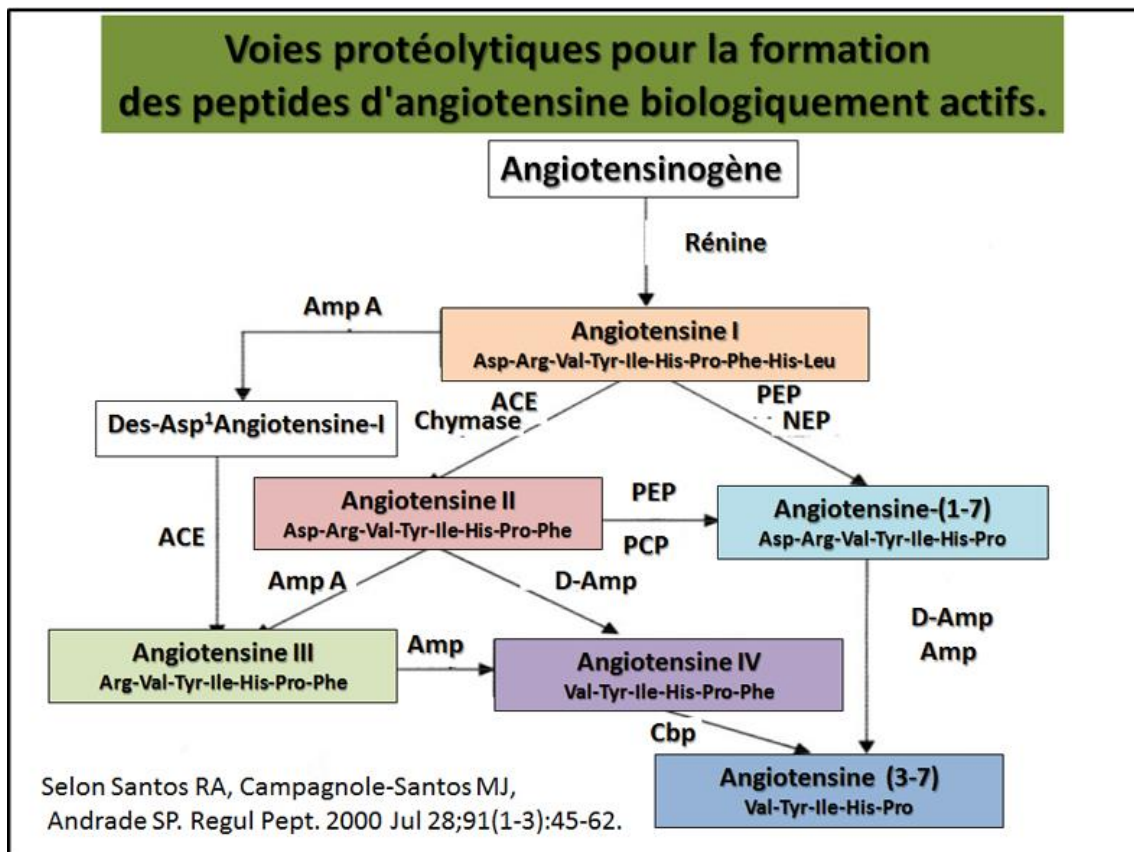 Voies protéolytiques pour la formation
des peptides d'angiotensine biologiquement actifs.
Angiotensinogène
Rénine
Amp A
Angiotensine I
Asp-Arg-Val-Tyr-Ile-His-Pro-Phe-His-Leu
ACE
Chymase
PEP
NEP
Des-Asp¹Angiotensine-I
ACE
Angiotensine II
Asp-Arg-Val-Tyr-Ile-His-Pro-Phe
PEP
PCP
Angiotensine-(1-7)
Asp-Arg-Val-Tyr-Ile-His-Pro
Amp A
D-Amp
D-Amp
Amp
Angiotensine III
Arg-Val-Tyr-Ile-His-Pro-Phe
Amp
Angiotensine IV
Val-Tyr-Ile-His-Pro-Phe
Cbp
Angiotensine (3-7)
Val-Tyr-Ile-His-Pro
Selon Santos RA, Campagnole-Santos MJ,
Andrade SP. Regul Pept. 2000 Jul 28;91(1-3):45-62.